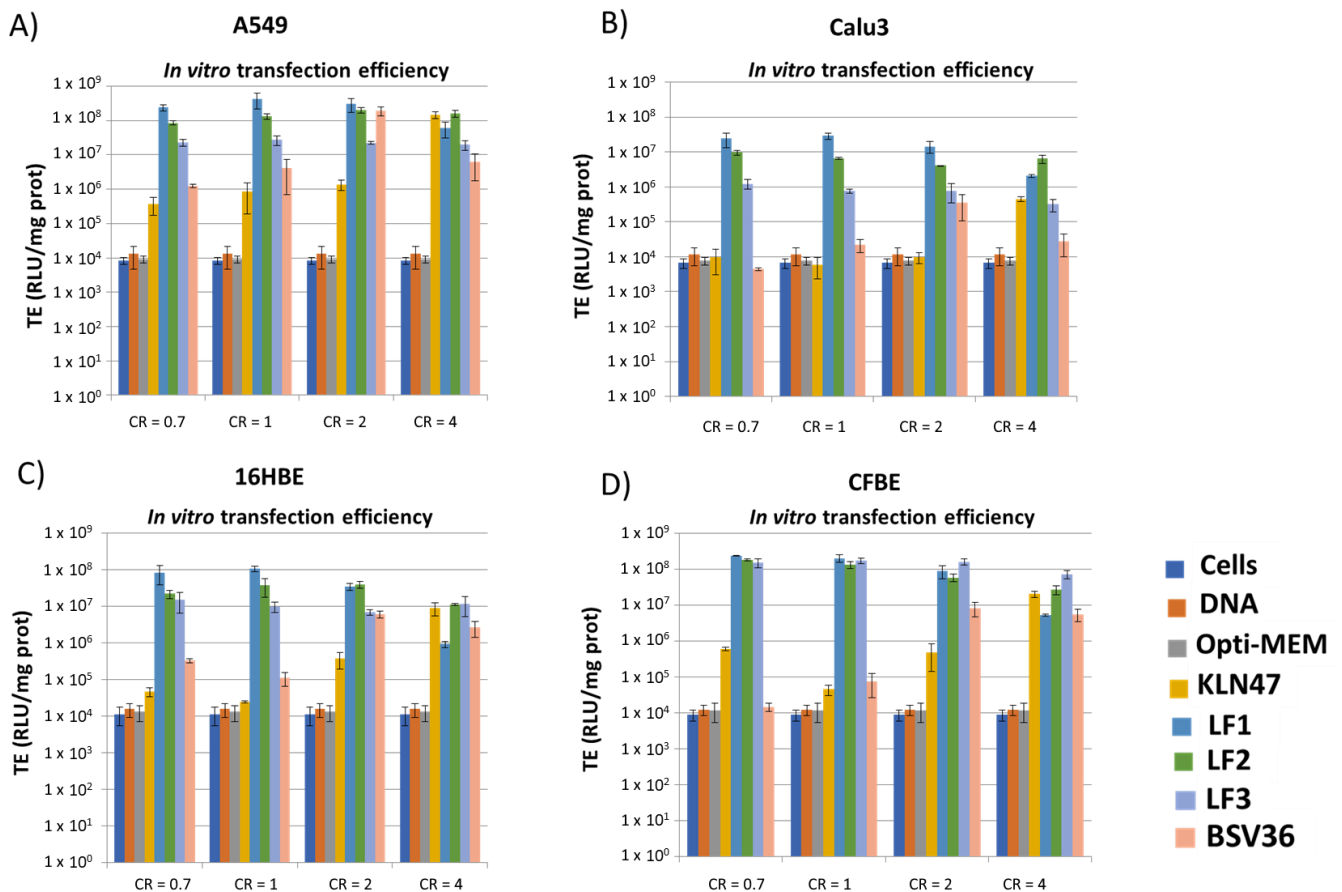 A)
A549
In vitro transfection efficiency
TE (RLU/mg prot)
1 x 10⁹
1 x 10⁸
1 x 10⁷
1 x 10⁶
1 x 10⁵
1 x 10⁴
1 x 10³
1 x 10²
1 x 10¹
1 x 10⁰
CR = 0.7 CR = 1 CR = 2 CR = 4
B)
Calu3
In vitro transfection efficiency
TE (RLU/mg prot)
1 x 10⁹
1 x 10⁸
1 x 10⁷
1 x 10⁶
1 x 10⁵
1 x 10⁴
1 x 10³
1 x 10²
1 x 10¹
1 x 10⁰
CR = 0.7 CR = 1 CR = 2 CR = 4
C)
16HBE
In vitro transfection efficiency
TE (RLU/mg prot)
1 x 10⁹
1 x 10⁸
1 x 10⁷
1 x 10⁶
1 x 10⁵
1 x 10⁴
1 x 10³
1 x 10²
1 x 10¹
1 x 10⁰
CR = 0.7 CR = 1 CR = 2 CR = 4
D)
CFBE
In vitro transfection efficiency
TE (RLU/mg prot)
1 x 10⁹
1 x 10⁸
1 x 10⁷
1 x 10⁶
1 x 10⁵
1 x 10⁴
1 x 10³
1 x 10²
1 x 10¹
1 x 10⁰
CR = 0.7 CR = 1 CR = 2 CR = 4
Cells
DNA
Opti-MEM
KLN47
LF1
LF2
LF3
BSV36